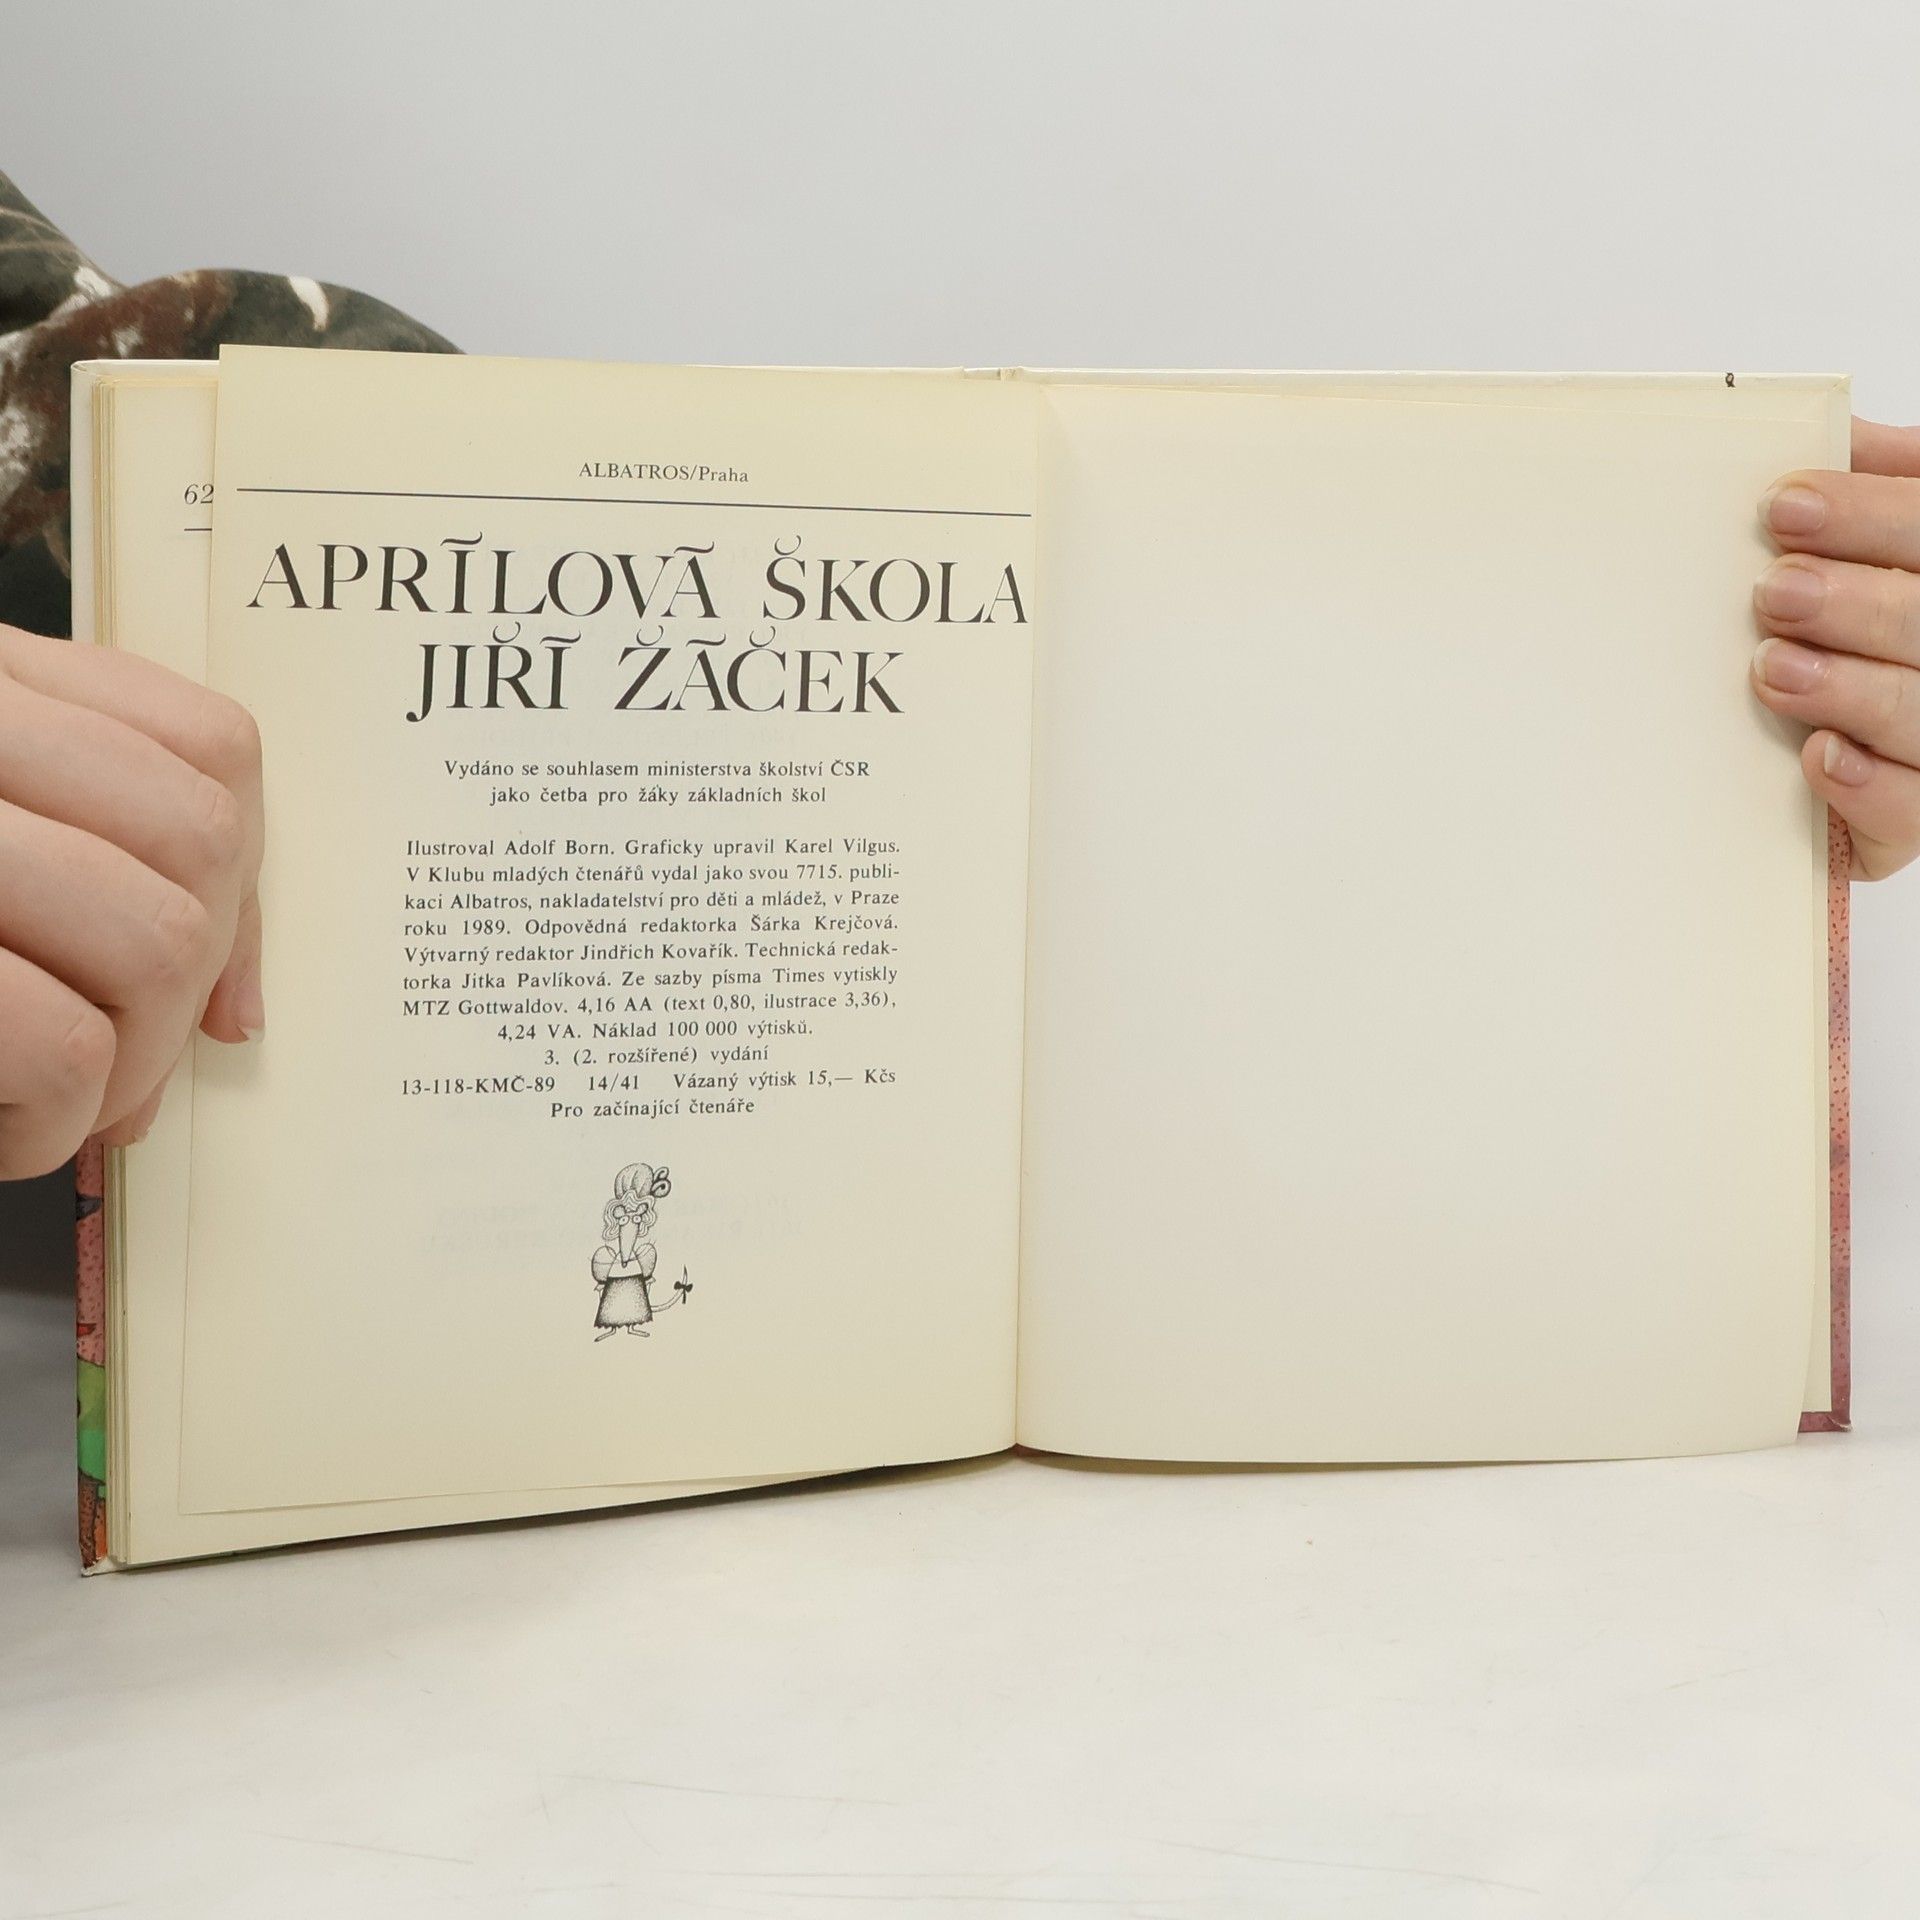 62
ALBATROS/Praha
APRÍLOVÁ ŠKOLA
JIŘÍ ŽÁČEK
Vydáno se souhlasem ministerstva školství ČSR
jako četba pro žáky základních škol
Ilustroval Adolf Born. Graficky upravil Karel Vilgus.
V Klubu mladých čtenářů vydal jako svou 7715. publi-
kaci Albatros, nakladatelství pro děti a mládež, v Praze
roku 1989. Odpovědná redaktorka Šárka Krejčová.
Výtvarný redaktor Jindřich Kovařík. Technická redak-
torka Jitka Pavlíková. Ze sazby písma Times vytiskly
MTZ Gottwaldov. 4,16 AA (text 0,80, ilustrace 3,36),
4,24 VA. Náklad 100 000 výtisků.
3. (2. rozšířené) vydání
13-118-KMČ-89 14/41 Vázaný výtisk 15,— Kčs
Pro začínající čtenáře